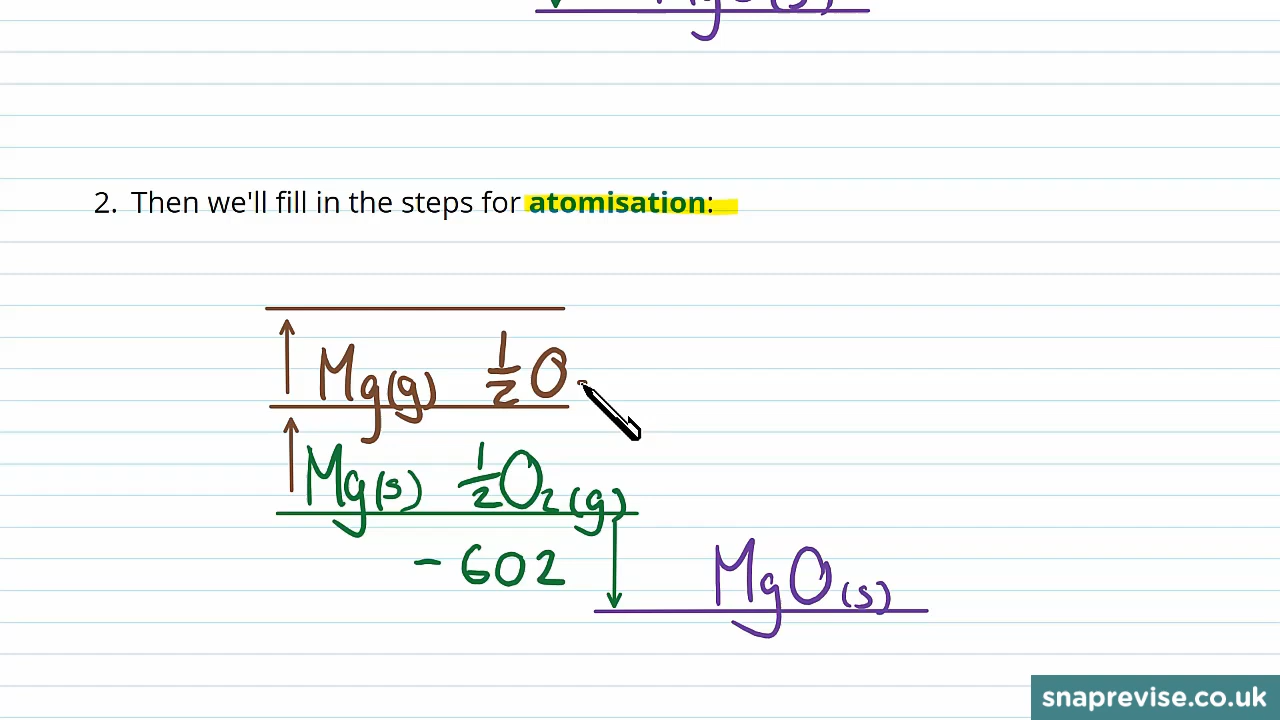 MgO(s)
2. Then we'll fill in the steps for atomisation:
Mg(g) ½O
Mg(s) ½O₂(g)
-602
MgO(s)
snaprevise.co.uk